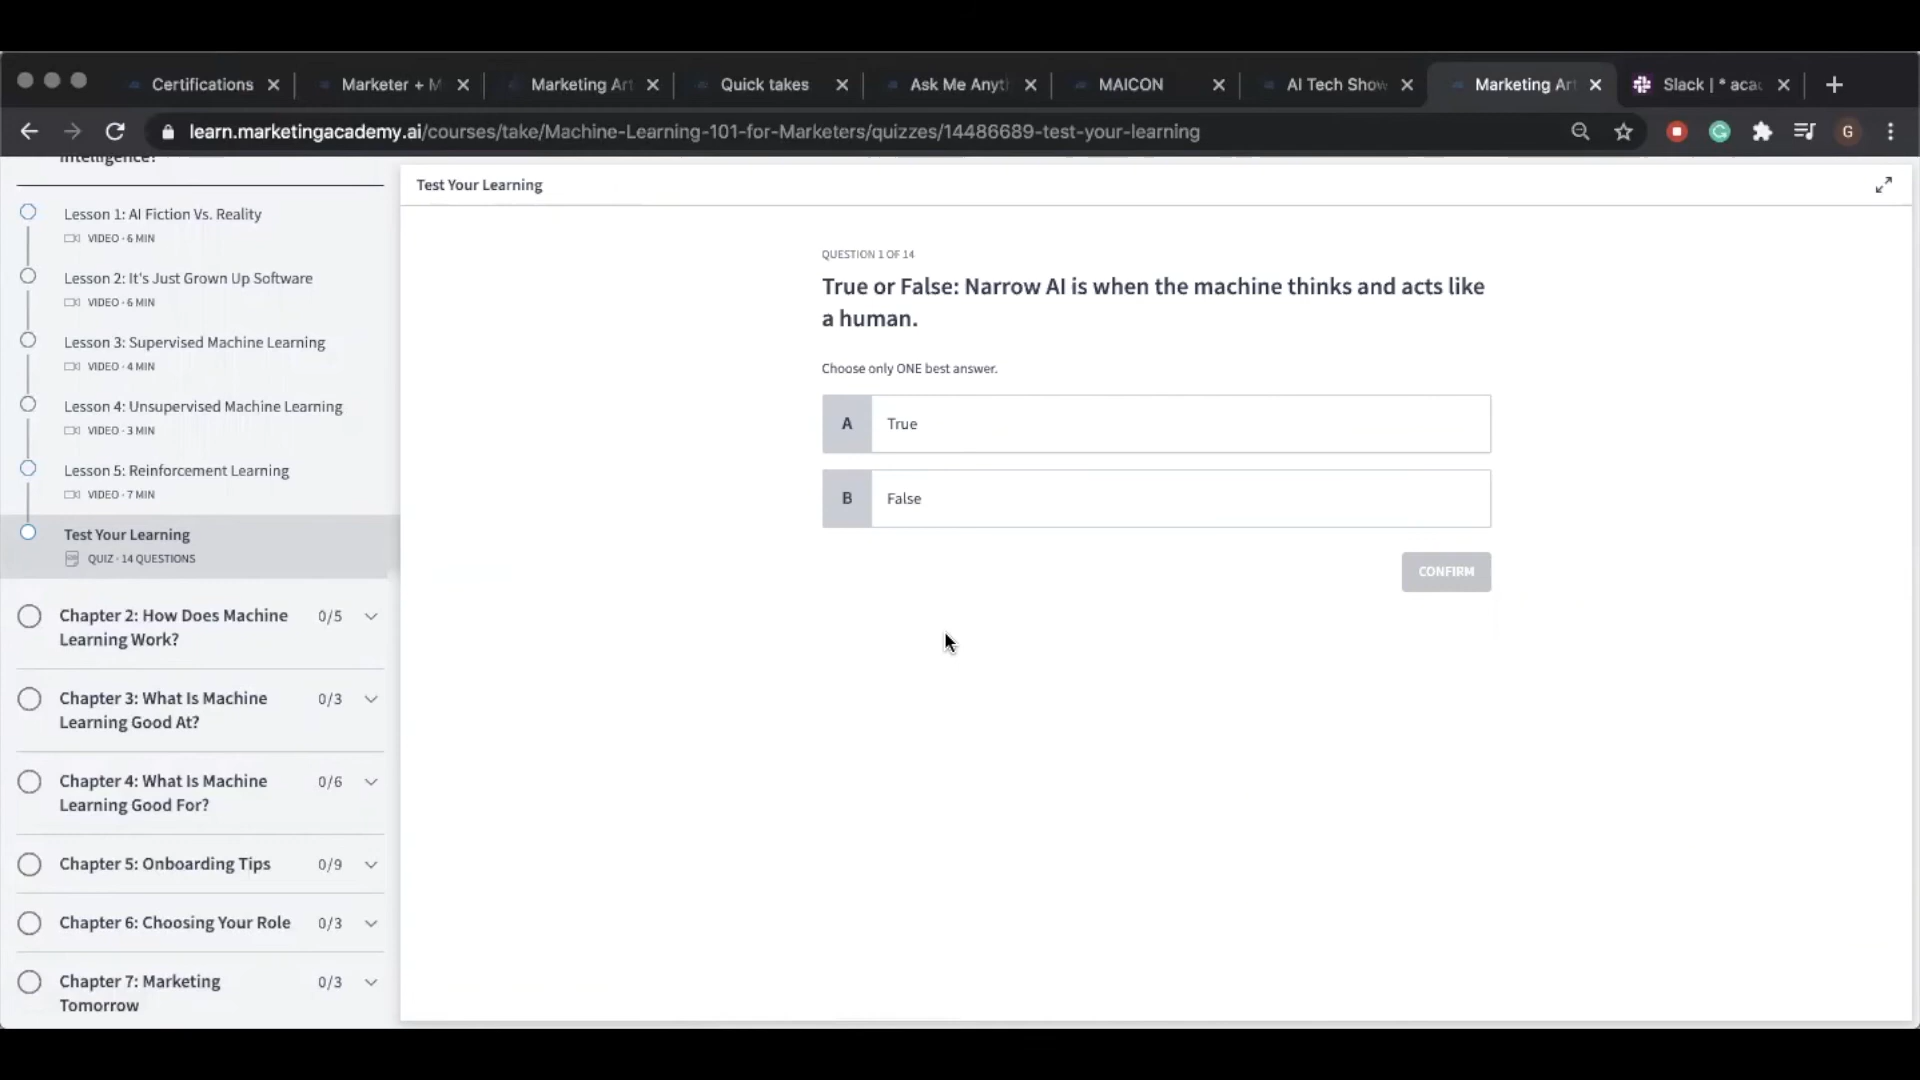 Certifications
Marketer + M
Marketing Art
Quick takes
Ask Me Anyt
MAICON
AI Tech Show
Marketing Art
Slack | * acad
learn.marketingacademy.ai/courses/take/Machine-Learning-101-for-Marketers/quizzes/14486689-test-your-learning
G
Intelligence?
Lesson 1: AI Fiction Vs. Reality
VIDEO · 6 MIN
Lesson 2: It's Just Grown Up Software
VIDEO · 6 MIN
Lesson 3: Supervised Machine Learning
VIDEO · 4 MIN
Lesson 4: Unsupervised Machine Learning
VIDEO · 3 MIN
Lesson 5: Reinforcement Learning
VIDEO · 7 MIN
Test Your Learning
QUIZ · 14 QUESTIONS
Chapter 2: How Does Machine 0/5
Learning Work?
Chapter 3: What Is Machine 0/3
Learning Good At?
Chapter 4: What Is Machine 0/6
Learning Good For?
Chapter 5: Onboarding Tips 0/9
Chapter 6: Choosing Your Role 0/3
Chapter 7: Marketing 0/3
Tomorrow
Test Your Learning
QUESTION 1 OF 14
True or False: Narrow AI is when the machine thinks and acts like
a human.
Choose only ONE best answer.
A True
B False
CONFIRM